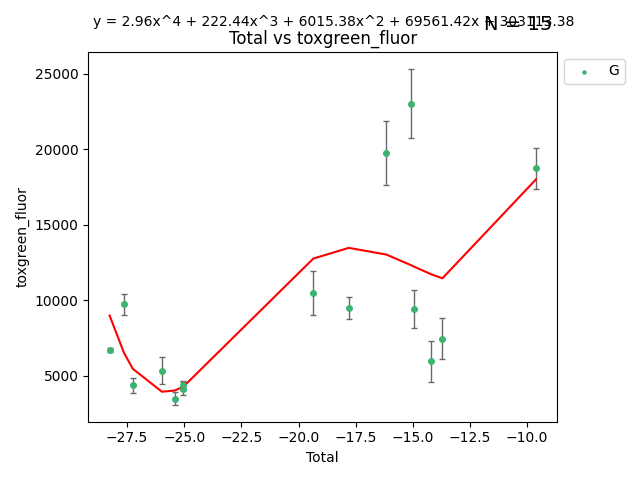 y = 2.96x^4 + 222.44x^3 + 6015.38x^2 + 69561.42x + 303113.38
N = 15
Total vs toxgreen_fluor
G
25000
20000
15000
10000
5000
toxgreen_fluor
−27.5 −25.0 −22.5 −20.0 −17.5 −15.0 −12.5 −10.0
Total